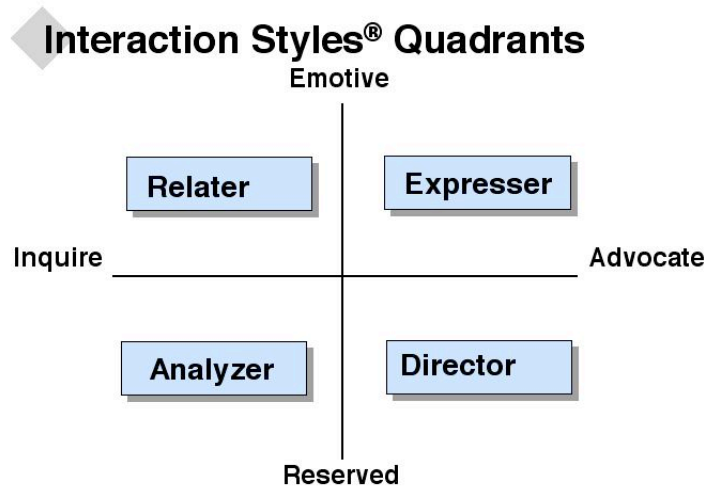 Interaction Styles® Quadrants
Emotive
Relater
Expresser
Inquire
Advocate
Analyzer
Director
Reserved